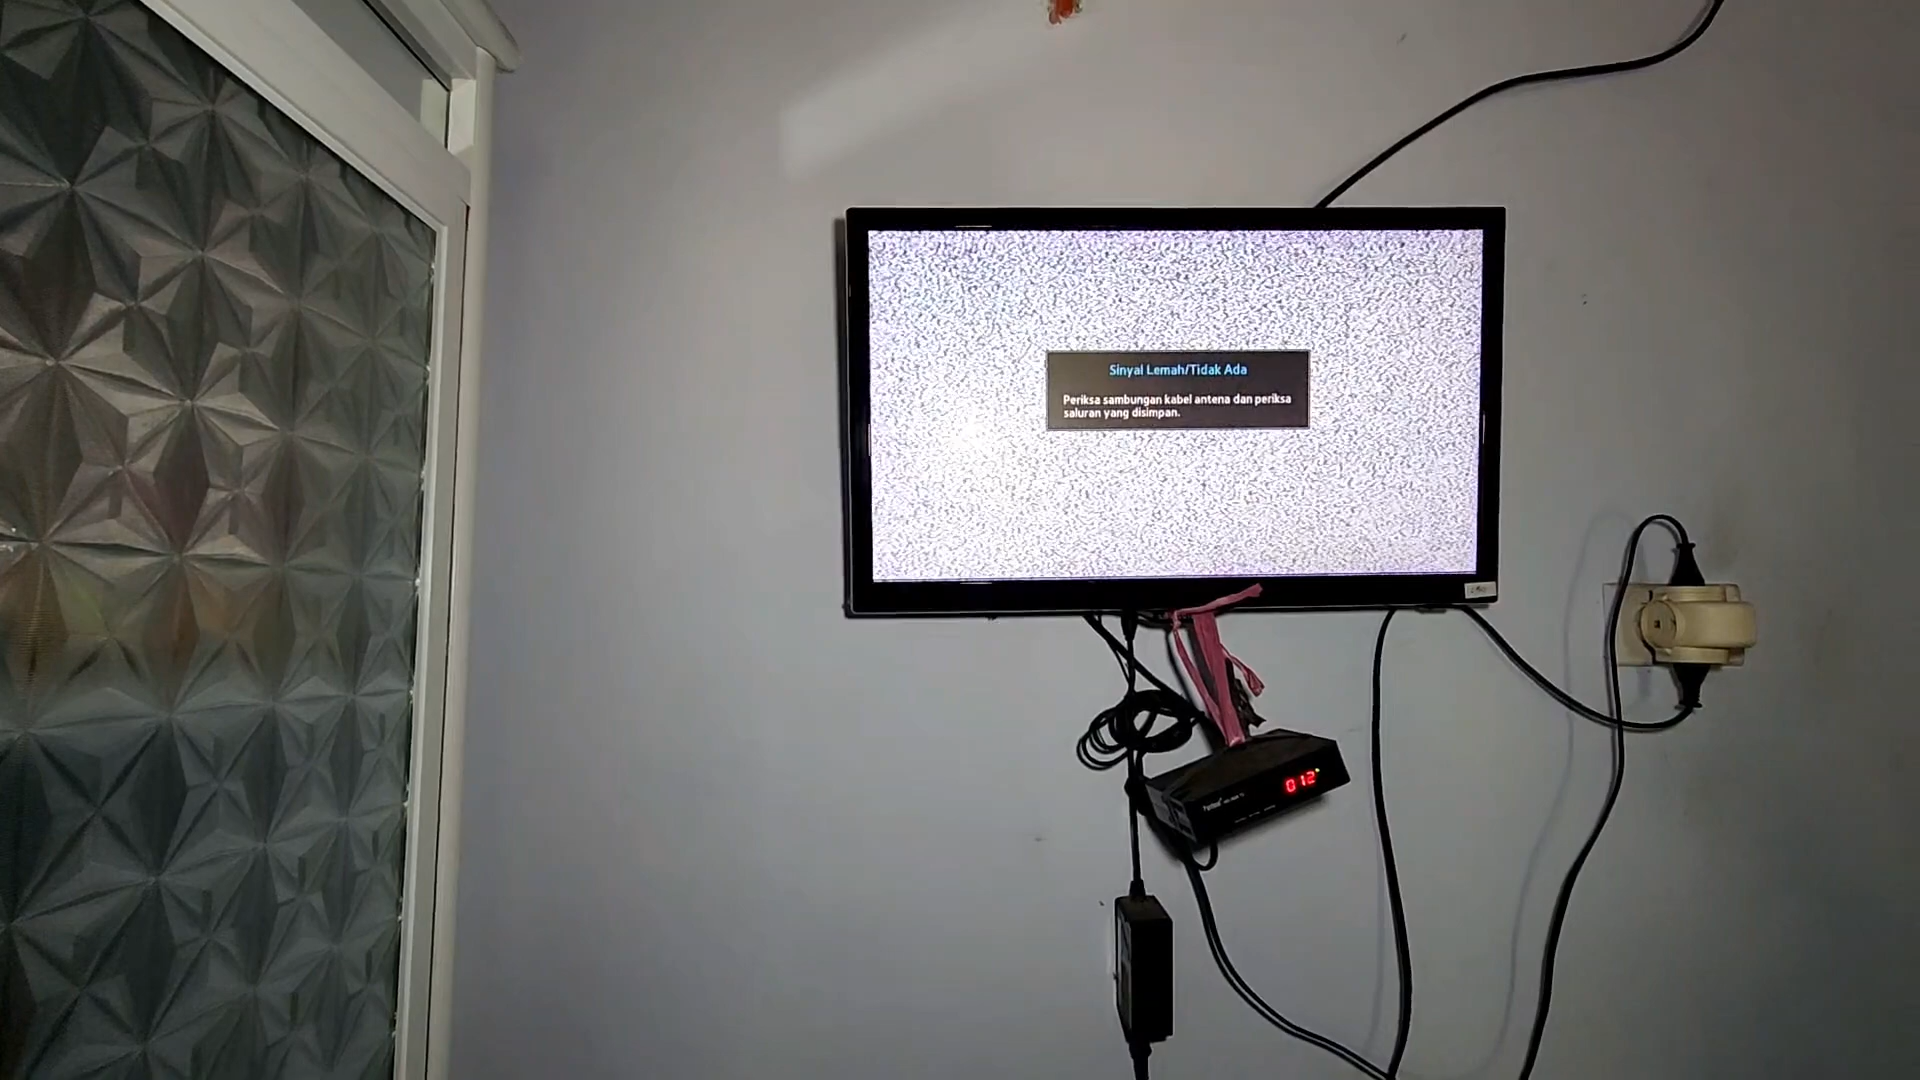 Sinyal Lemah/Tidak Ada
Periksa sambungan kabel antena dan periksa
saluran yang disimpan.
012